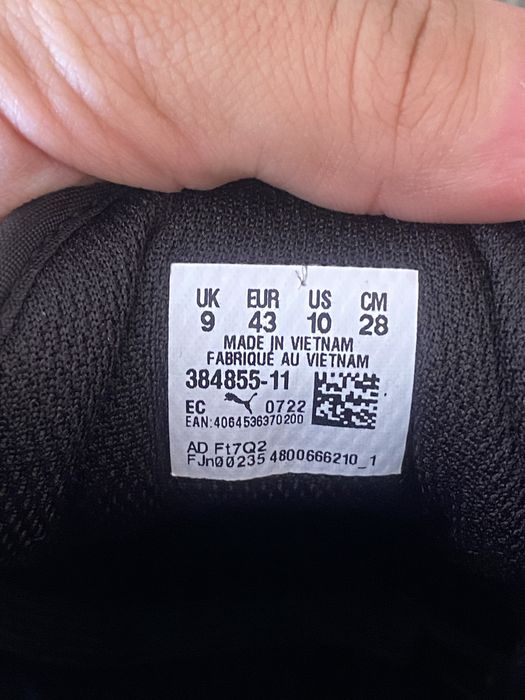 UK EUR US CM
9 43 10 28
MADE IN VIETNAM
FABRIQUÉ AU VIETNAM
384855-11
EC 0722
EAN:4064536370200
AD Ft7Q2
FJn00235 4800666210_1